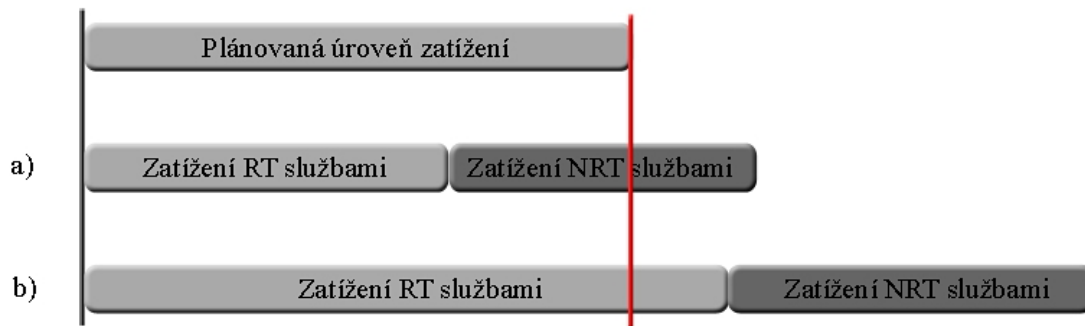 Plánovaná úroveň zatížení
a) Zatížení RT službami Zatížení NRT službami
b) Zatížení RT službami Zatížení NRT službami